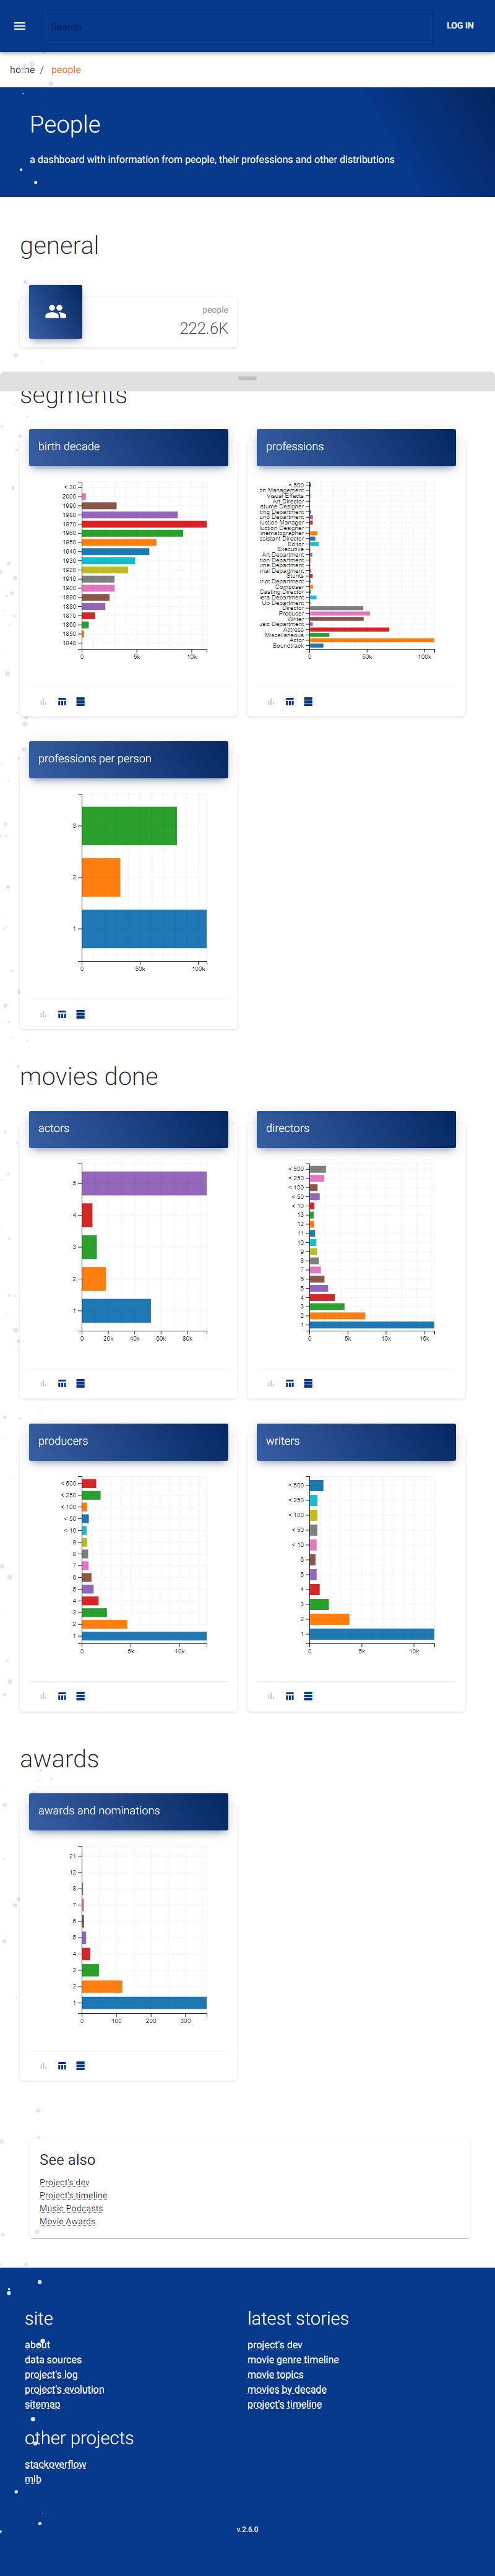 Search
LOG IN
home / people
People
a dashboard with information from people, their professions and other distributions
general
people
222.6K
segments
birth decade
< 30
2000
1990
1980
1970
1960
1950
1940
1930
1920
1910
1900
1890
1880
1870
1860
1850
1840
0 5k 10k
professions
< 500
on Management
Visual Effects
Art Director
stume Designer
ting Department
und Department
uction Manager
uction Designer
nematographer
ssistant Director
Editor
Executive
Art Department
tion Department
me Department
rial Department
Stunts
ript Department
Composer
Casting Director
era Department
Up Department
Director
Producer
Writer
usic Department
Actress
Miscellaneous
Actor
Soundtrack
0 50k 100k
professions per person
3
2
1
0 50k 100k
movies done
actors
5
4
3
2
1
0 20k 40k 60k 80k
directors
< 500
< 250
< 100
< 50
< 10
13
12
11
10
9
8
7
6
5
4
3
2
1
0 5k 10k 15k
producers
< 500
< 250
< 100
< 50
< 10
9
8
7
6
5
4
3
2
1
0 5k 10k
writers
< 500
< 250
< 100
< 50
< 10
6
5
4
3
2
1
0 5k 10k
awards
awards and nominations
21
12
8
7
6
5
4
3
2
1
0 100 200 300
See also
Project's dev
Project's timeline
Music Podcasts
Movie Awards
site
about
data sources
project's log
project's evolution
sitemap
latest stories
project's dev
movie genre timeline
movie topics
movies by decade
project's timeline
other projects
stackoverflow
mlb
v.2.6.0